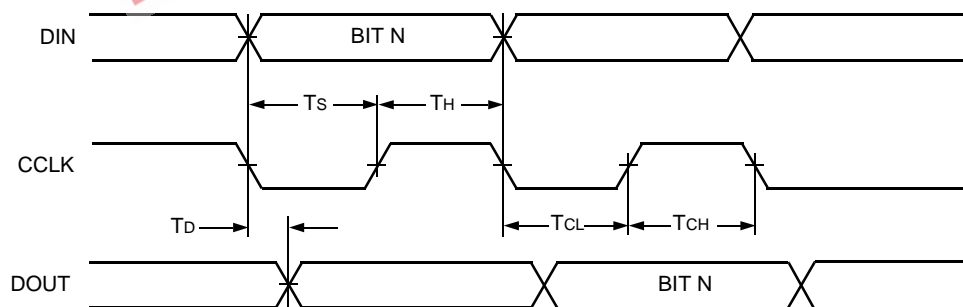 DIN
BIT N
TS
TH
CCLK
TD
TCL
TCH
DOUT
BIT N